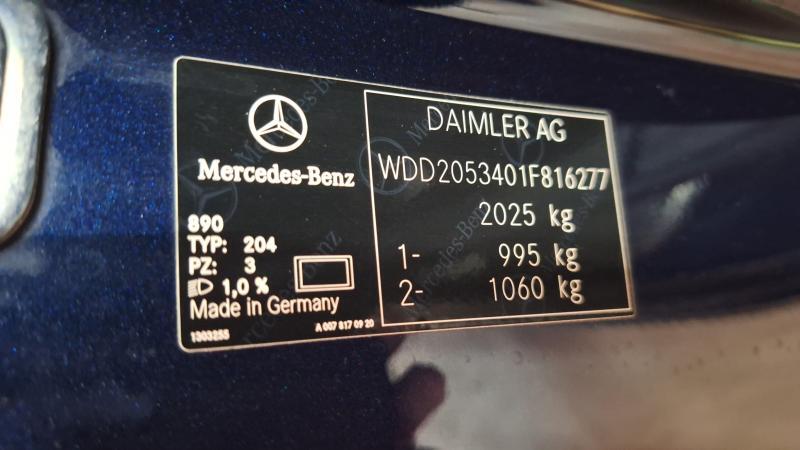 Mercedes-Benz
890
TYP: 204
PZ: 3
1,0 %
Made in Germany
1303255
A 007 817 09 20
DAIMLER AG
WDD2053401F816277
2025 kg
1- 995 kg
2- 1060 kg